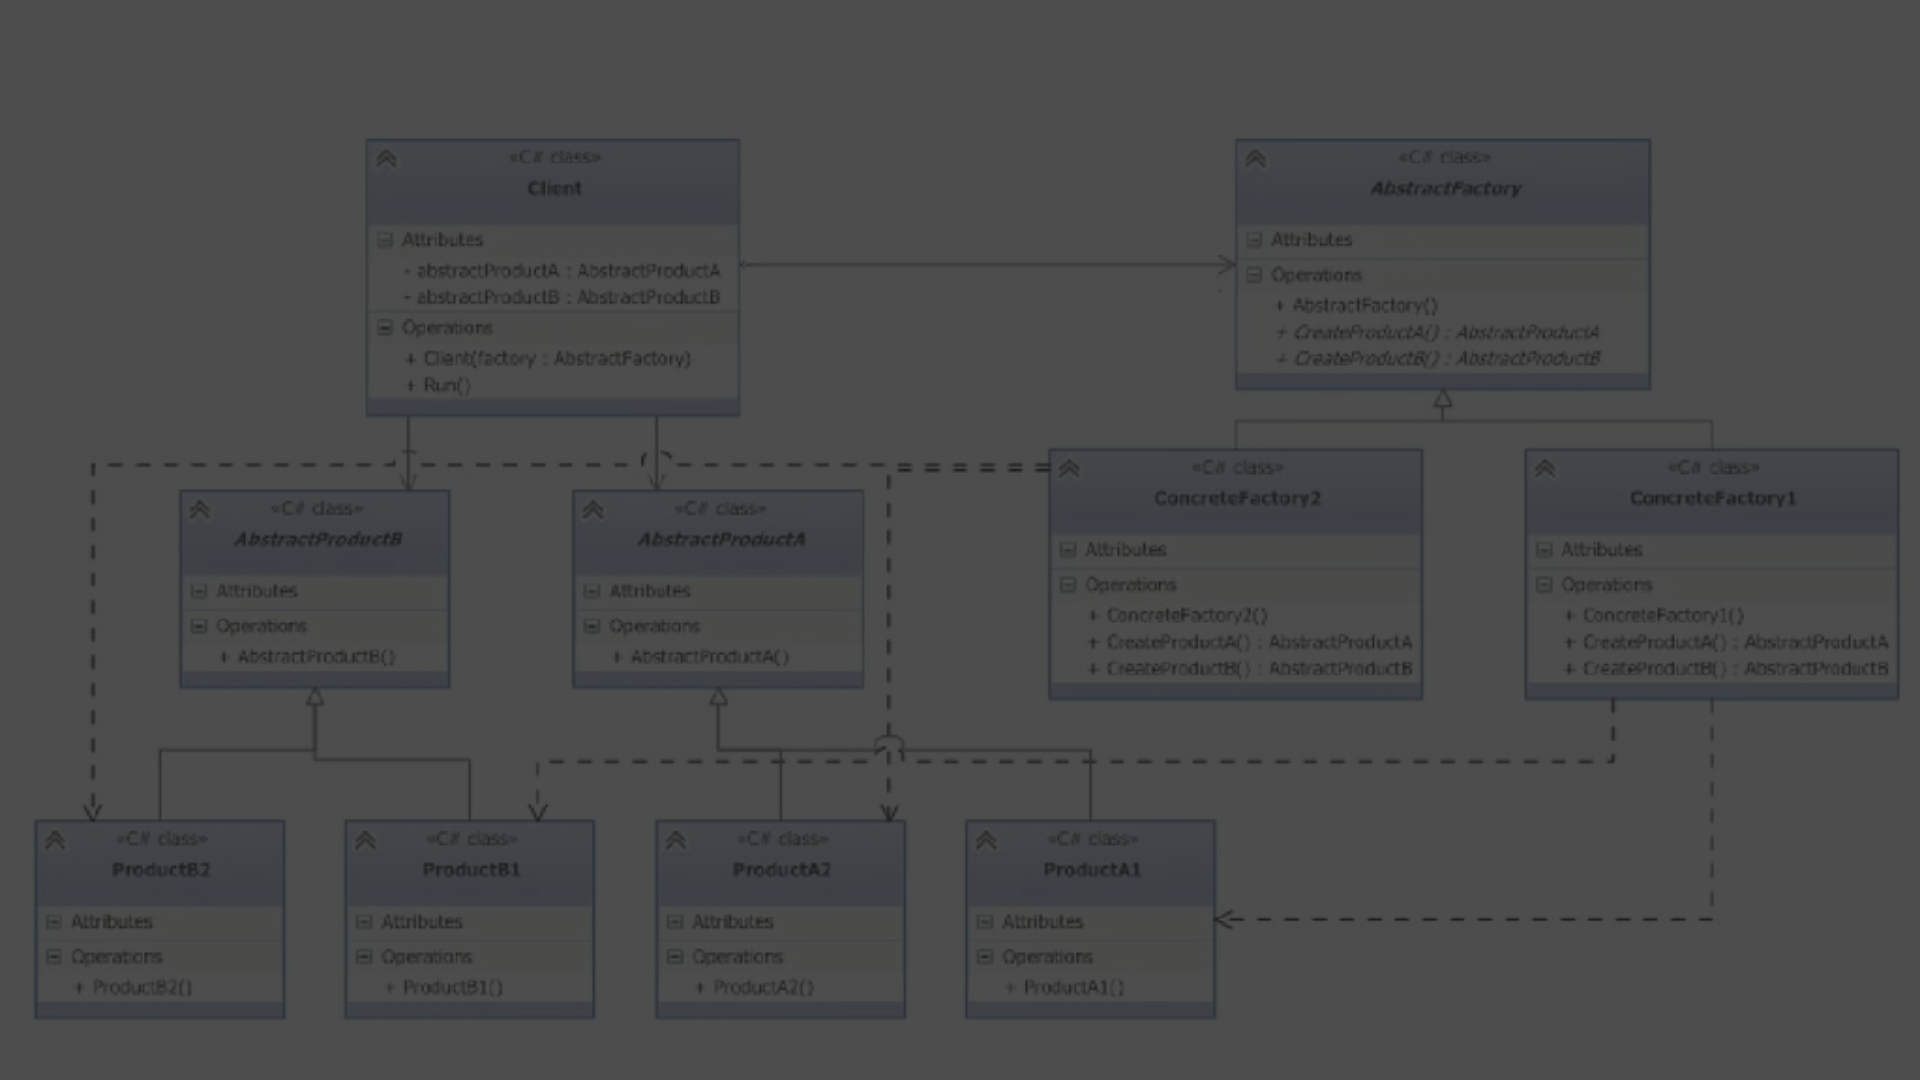 «C# class»
Client
Attributes
- abstractProductA : AbstractProductA
- abstractProductB : AbstractProductB
Operations
+ Client(factory : AbstractFactory)
+ Run()
«C# class»
AbstractFactory
Attributes
Operations
+ AbstractFactory()
+ CreateProductA() : AbstractProductA
+ CreateProductB() : AbstractProductB
«C# class»
AbstractProductB
Attributes
Operations
+ AbstractProductB()
«C# class»
AbstractProductA
Attributes
Operations
+ AbstractProductA()
«C# class»
ConcreteFactory2
Attributes
Operations
+ ConcreteFactory2()
+ CreateProductA() : AbstractProductA
+ CreateProductB() : AbstractProductB
«C# class»
ConcreteFactory1
Attributes
Operations
+ ConcreteFactory1()
+ CreateProductA() : AbstractProductA
+ CreateProductB() : AbstractProductB
«C# class»
ProductB2
Attributes
Operations
+ ProductB2()
«C# class»
ProductB1
Attributes
Operations
+ ProductB1()
«C# class»
ProductA2
Attributes
Operations
+ ProductA2()
«C# class»
ProductA1
Attributes
Operations
+ ProductA1()